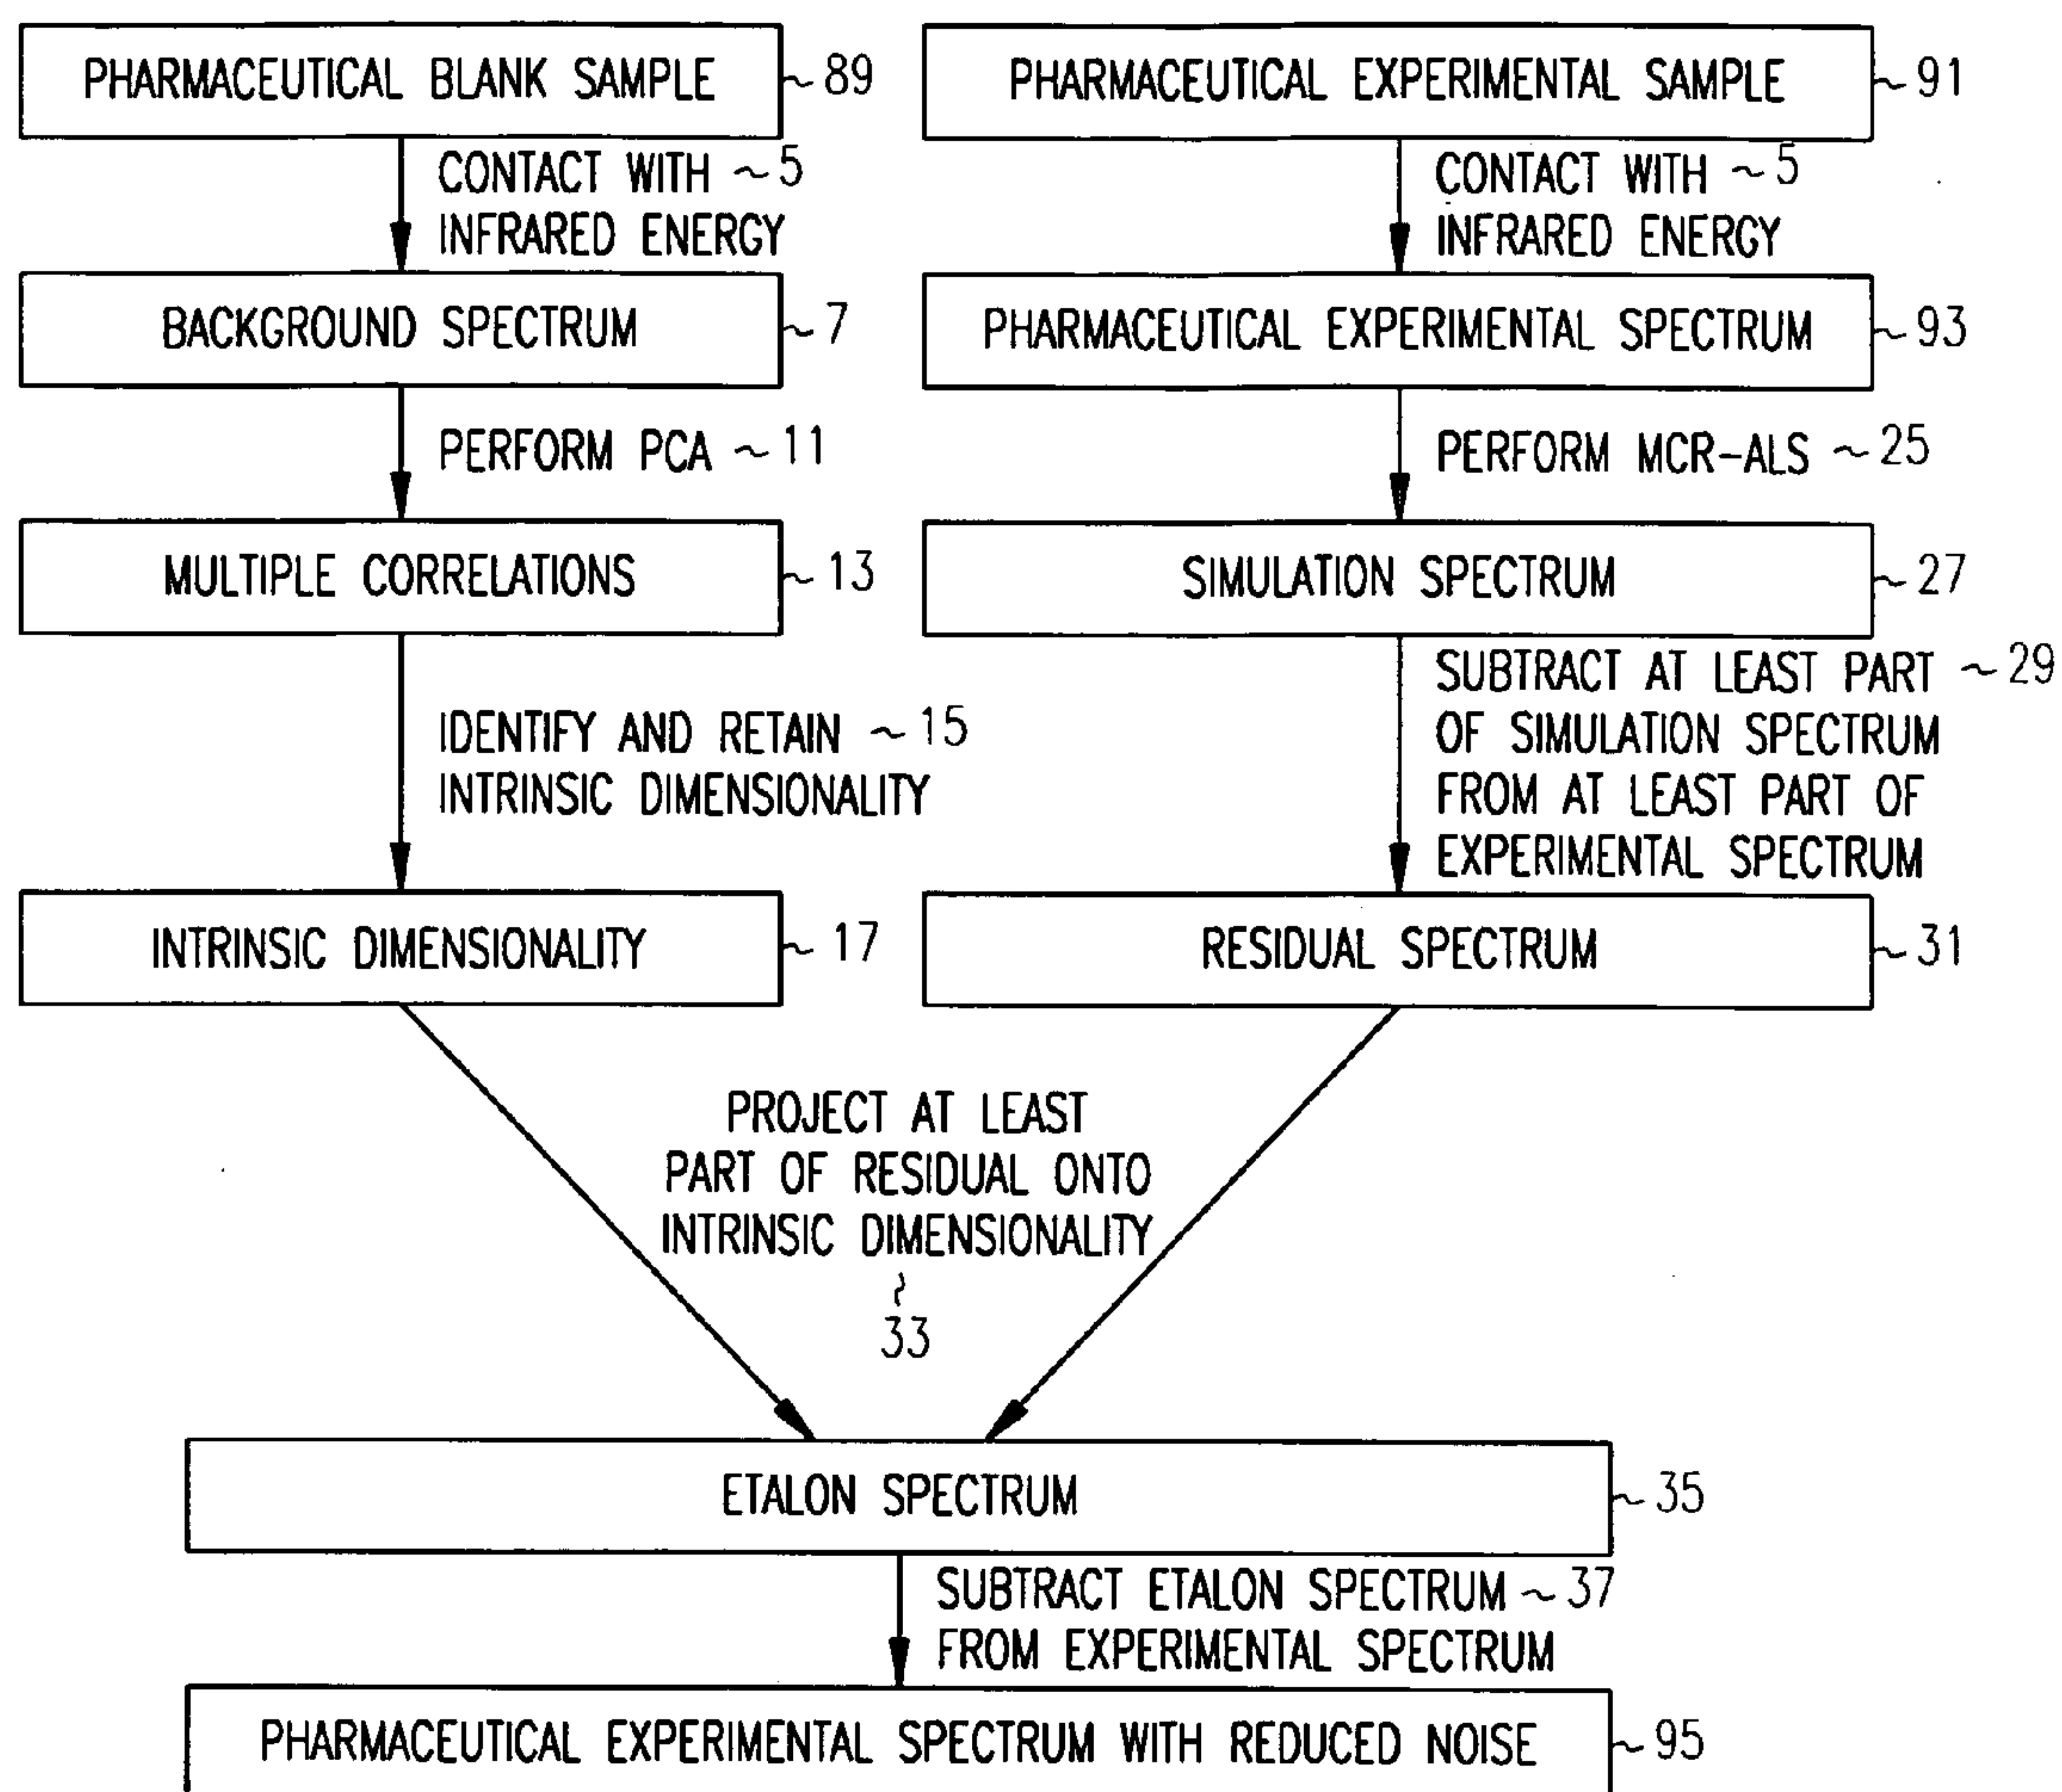 PHARMACEUTICAL BLANK SAMPLE ~89
CONTACT WITH ~5
INFRARED ENERGY
BACKGROUND SPECTRUM ~7
PERFORM PCA ~11
MULTIPLE CORRELATIONS ~13
IDENTIFY AND RETAIN ~15
INTRINSIC DIMENSIONALITY
INTRINSIC DIMENSIONALITY ~17
PHARMACEUTICAL EXPERIMENTAL SAMPLE ~91
CONTACT WITH ~5
INFRARED ENERGY
PHARMACEUTICAL EXPERIMENTAL SPECTRUM ~93
PERFORM MCR-ALS ~25
SIMULATION SPECTRUM ~27
SUBTRACT AT LEAST PART ~29
OF SIMULATION SPECTRUM
FROM AT LEAST PART OF
EXPERIMENTAL SPECTRUM
RESIDUAL SPECTRUM ~31
PROJECT AT LEAST
PART OF RESIDUAL ONTO
INTRINSIC DIMENSIONALITY
~
33
ETALON SPECTRUM ~35
SUBTRACT ETALON SPECTRUM ~37
FROM EXPERIMENTAL SPECTRUM
PHARMACEUTICAL EXPERIMENTAL SPECTRUM WITH REDUCED NOISE ~95